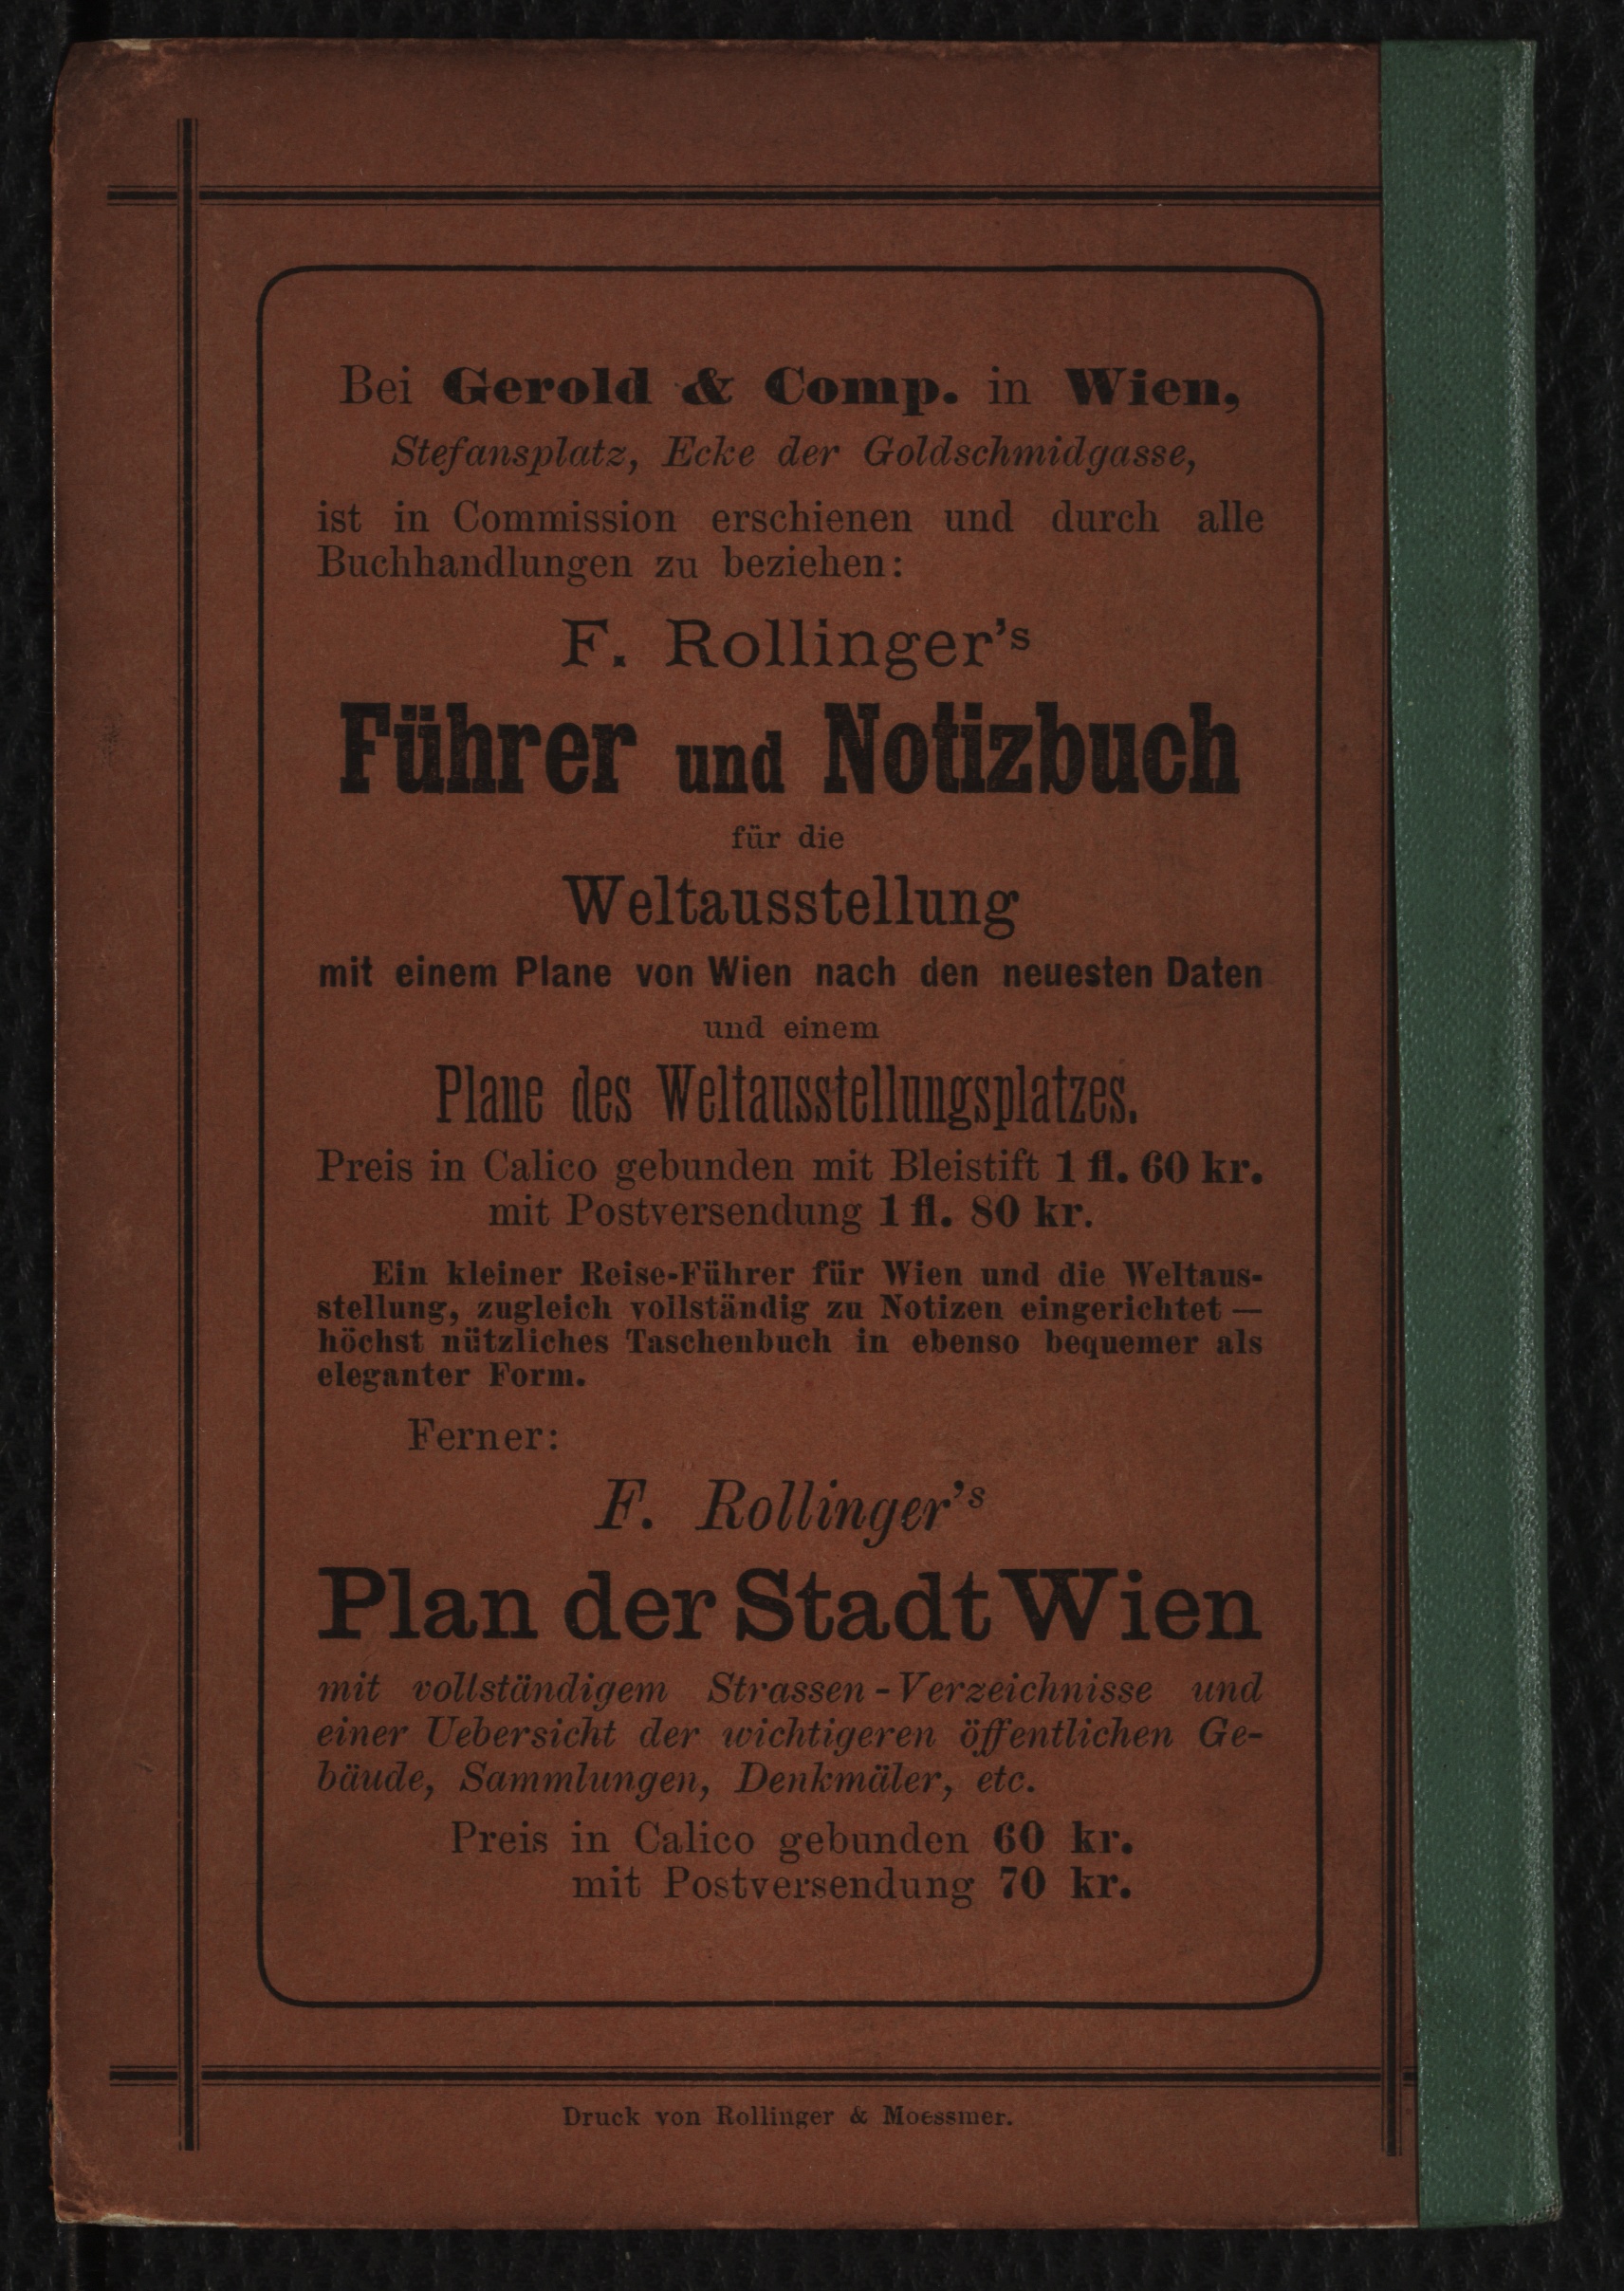 Bei Gerold & Comp. in Wien,
Stefansplatz, Ecke der Goldschmidgasse,
ist in Commission erschienen und durch alle
Buchhandlungen zu beziehen:
F. Rollinger's
Führer und Notizbuch
für die
Weltausstellung
mit einem Plane von Wien nach den neuesten Daten
und einem
Plane des Weltausstellungsplatzes.
Preis in Calico gebunden mit Bleistift 1 fl. 60 kr.
mit Postversendung 1 fl. 80 kr.
Ein kleiner Reise-Führer für Wien und die Weltaus-
stellung, zugleich vollständig zu Notizen eingerichtet —
höchst nützliches Taschenbuch in ebenso bequemer als
eleganter Form.
Ferner:
F. Rollinger's
Plan der Stadt Wien
mit vollständigem Strassen-Verzeichnisse und
einer Uebersicht der wichtigeren öffentlichen Ge-
bäude, Sammlungen, Denkmäler, etc.
Preis in Calico gebunden 60 kr.
mit Postversendung 70 kr.
Druck von Rollinger & Moessmer.